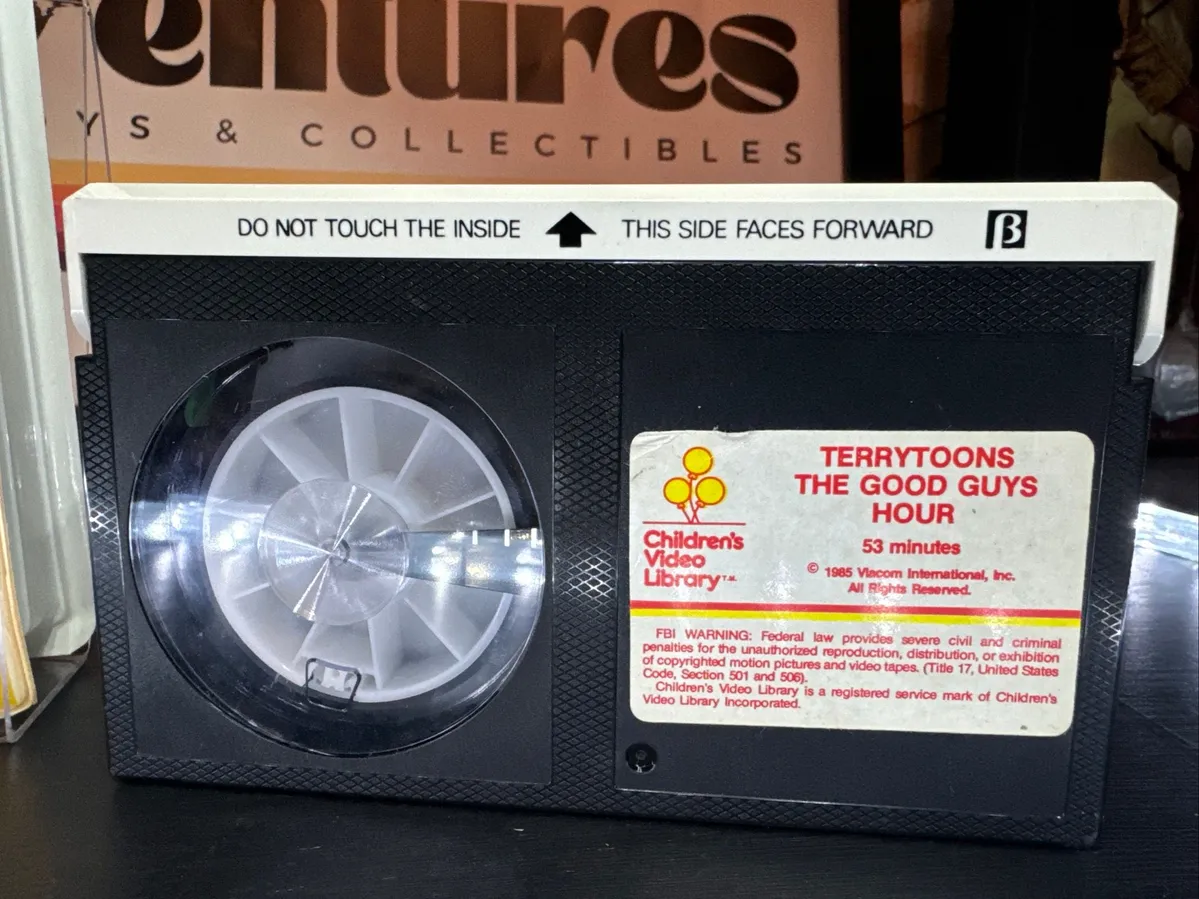 entures
YS & COLLECTIBLES
DO NOT TOUCH THE INSIDE THIS SIDE FACES FORWARD β
TERRYTOONS
THE GOOD GUYS
HOUR
53 minutes
© 1985 Viacom International, Inc.
All Rights Reserved.
Children's
Video
Library™
FBI WARNING: Federal law provides severe civil and criminal
penalties for the unauthorized reproduction, distribution, or exhibition
of copyrighted motion pictures and video tapes. (Title 17, United States
Code, Section 501 and 506).
Children's Video Library is a registered service mark of Children's
Video Library Incorporated.